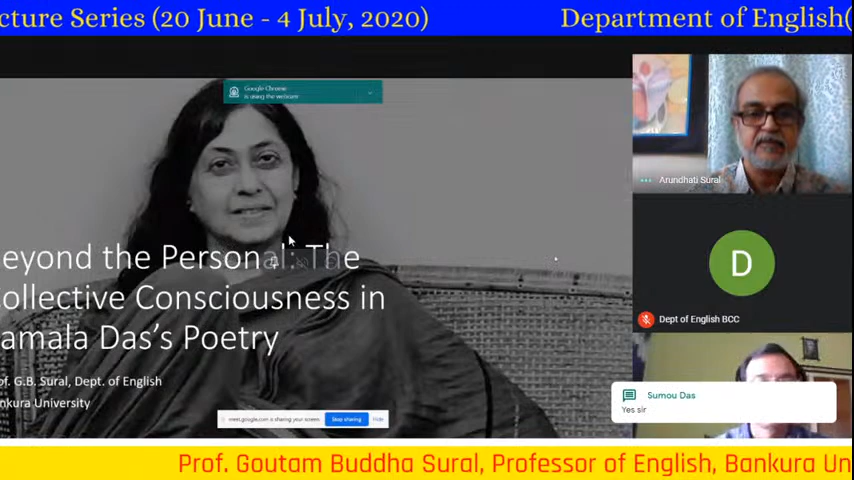 cture Series (20 June - 4 July, 2020)
Department of English(
Google Chrome
is using the webcam
eyond the Personal: The
ollective Consciousness in
amala Das's Poetry
of. G.B. Sural, Dept. of English
nkura University
meet.google.com is sharing your screen.
Stop sharing
Hide
Arundhati Sural
D
Dept of English BCC
Sumou Das
Yes sir
Prof. Goutam Buddha Sural, Professor of English, Bankura Un